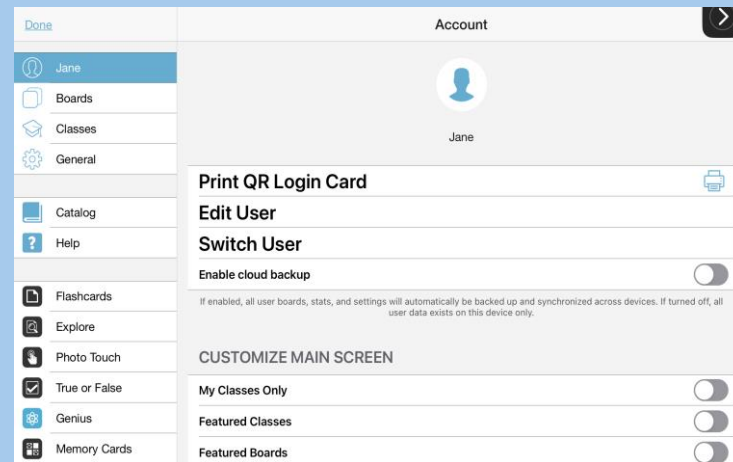 Done
Account
Jane
Boards
Classes
General
Catalog
Help
Flashcards
Explore
Photo Touch
True or False
Genius
Memory Cards
Jane
Print QR Login Card
Edit User
Switch User
Enable cloud backup
If enabled, all user boards, stats, and settings will automatically be backed up and synchronized across devices. If turned off, all
user data exists on this device only.
CUSTOMIZE MAIN SCREEN
My Classes Only
Featured Classes
Featured Boards